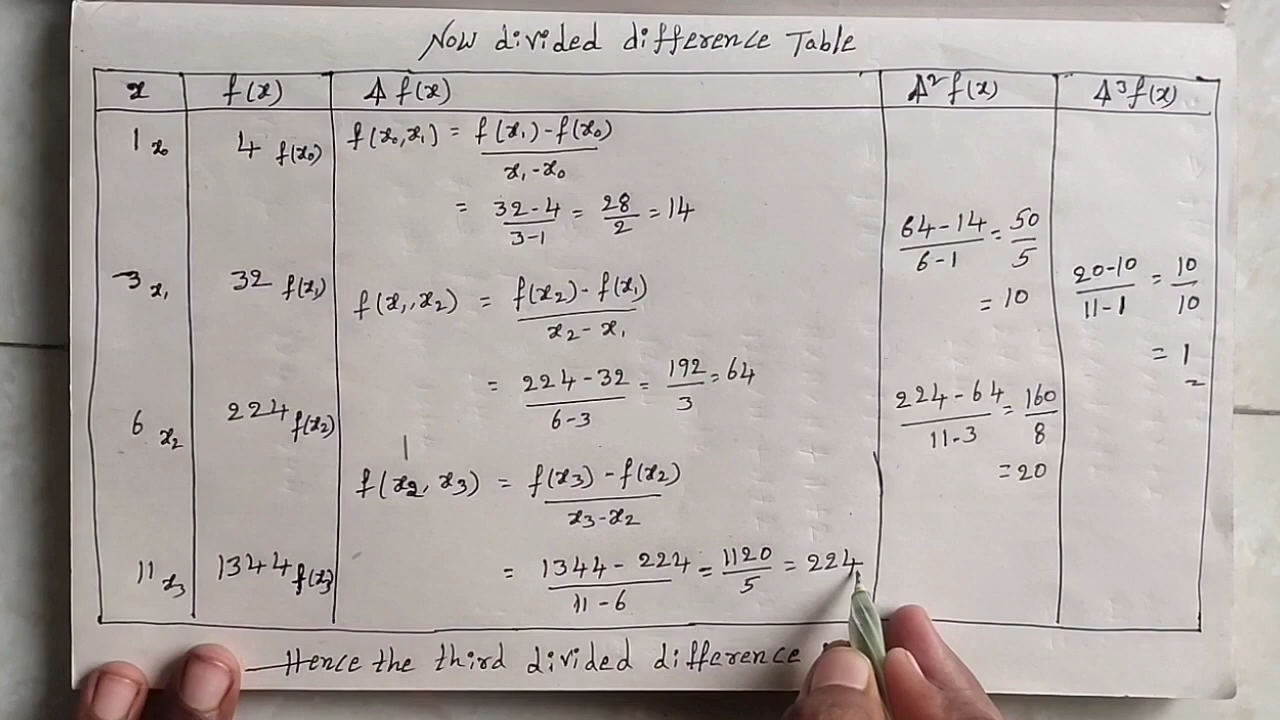 Now divided difference Table
x f(x) Δ f(x) Δ² f(x) Δ³ f(x)
1 x₀ 4 f(x₀) f(x₀,x₁) = f(x₁)-f(x₀) / x₁-x₀
= 32-4 / 3-1 = 28/2 = 14
64-14 / 6-1 = 50/5
= 10
3 x₁ 32 f(x₁) f(x₁,x₂) = f(x₂)-f(x₁) / x₂-x₁
20-10 / 11-1 = 10/10
= 1
= 224-32 / 6-3 = 192/3 = 64
6 x₂ 224 f(x₂)
224-64 / 11-3 = 160/8
= 20
f(x₂,x₃) = f(x₃)-f(x₂) / x₃-x₂
11 x₃ 1344 f(x₃) = 1344-224 / 11-6 = 1120/5 = 224
Hence the third divided difference